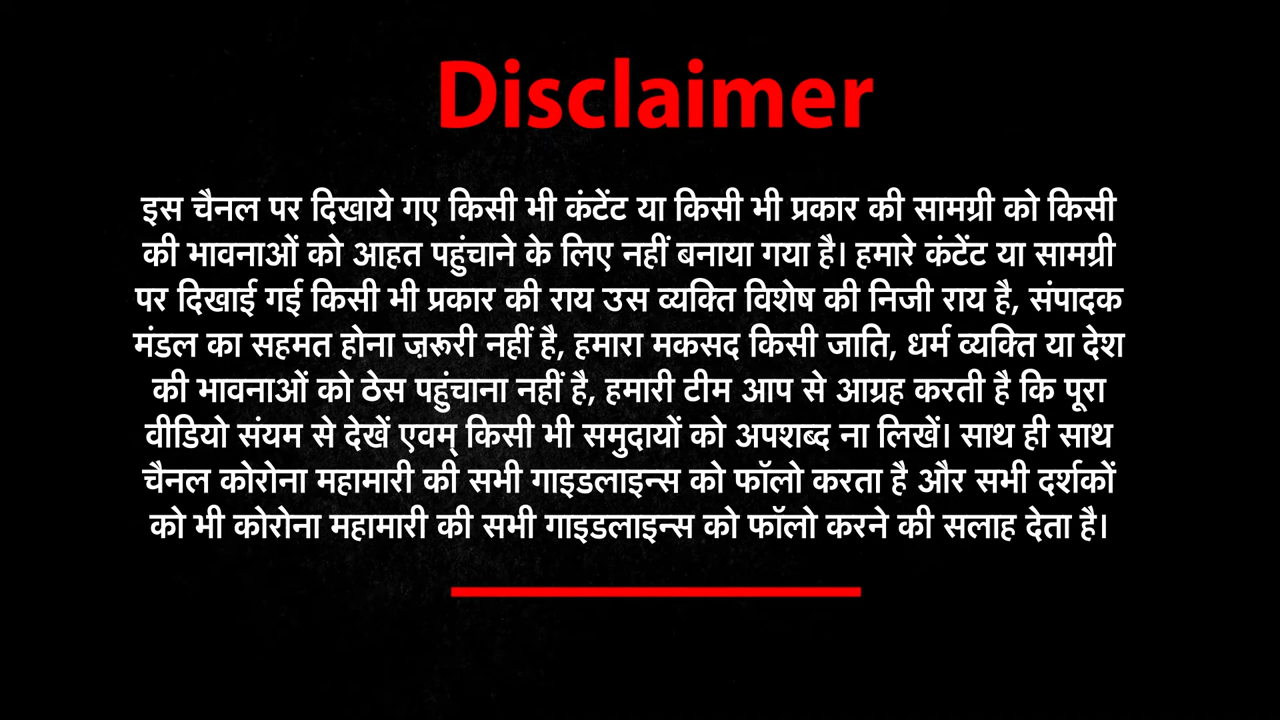 Disclaimer
इस चैनल पर दिखाये गए किसी भी कंटेंट या किसी भी प्रकार की सामग्री को किसी
की भावनाओं को आहत पहुंचाने के लिए नहीं बनाया गया है। हमारे कंटेंट या सामग्री
पर दिखाई गई किसी भी प्रकार की राय उस व्यक्ति विशेष की निजी राय है, संपादक
मंडल का सहमत होना ज़रूरी नहीं है, हमारा मकसद किसी जाति, धर्म व्यक्ति या देश
की भावनाओं को ठेस पहुंचाना नहीं है, हमारी टीम आप से आग्रह करती है कि पूरा
वीडियो संयम से देखें एवम् किसी भी समुदायों को अपशब्द ना लिखें। साथ ही साथ
चैनल कोरोना महामारी की सभी गाइडलाइन्स को फॉलो करता है और सभी दर्शकों
को भी कोरोना महामारी की सभी गाइडलाइन्स को फॉलो करने की सलाह देता है।